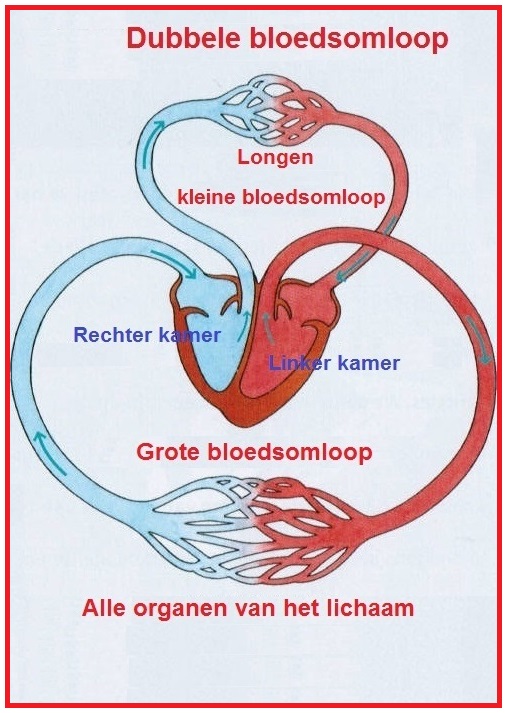 Dubbele bloedsomloop
Longen
kleine bloedsomloop
Rechter kamer
Linker kamer
Grote bloedsomloop
Alle organen van het lichaam